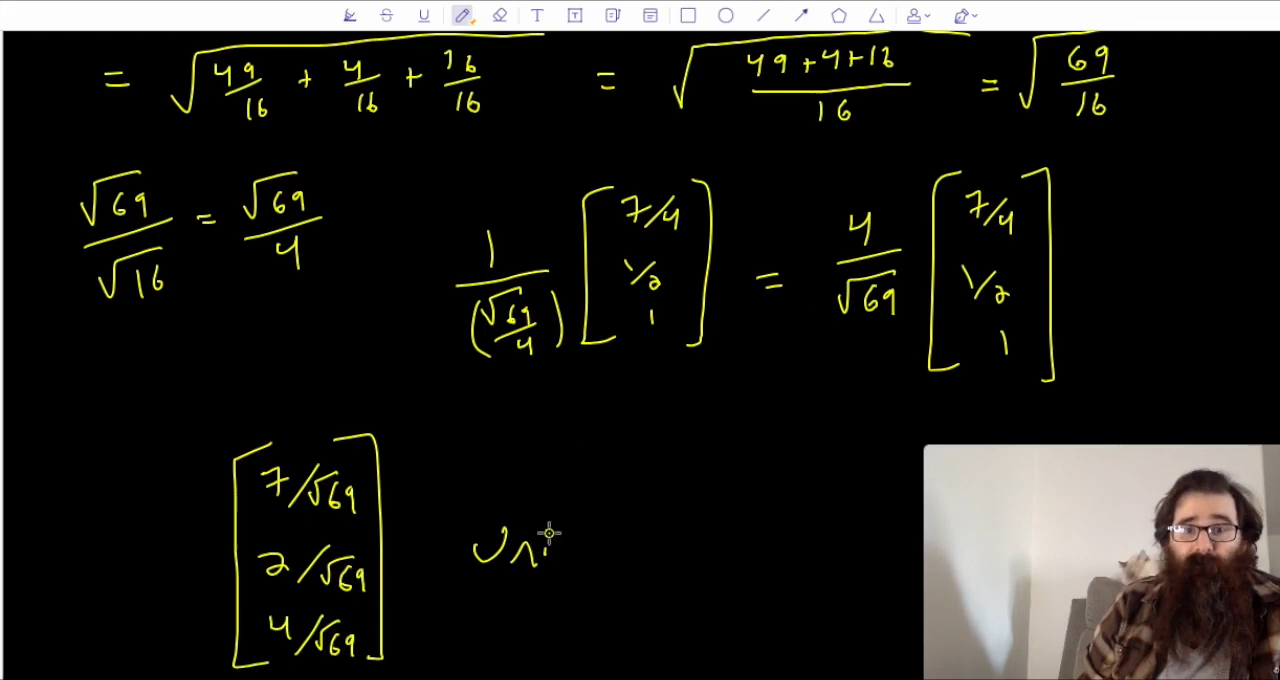 = √(49/16 + 4/16 + 16/16) = √((49+4+16)/16) = √(69/16)
√69/√16 = √69/4
1/(√69/4) [7/4 1/2 1] = 4/√69 [7/4 1/2 1]
[7/√69
2/√69
4/√69]
Uni